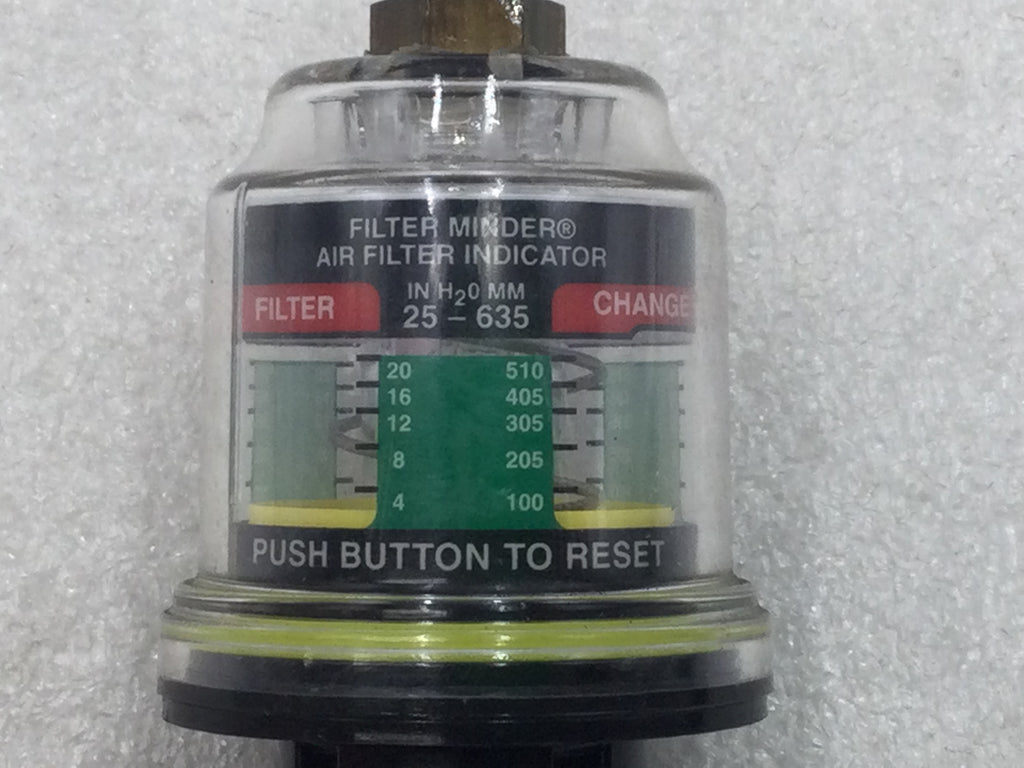 FILTER MINDER®
AIR FILTER INDICATOR
IN H₂0 MM
FILTER 25 – 635 CHANGE
20 510
16 405
12 305
8 205
4 100
PUSH BUTTON TO RESET